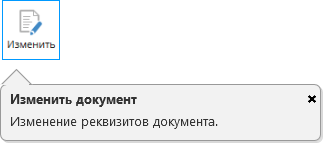 Изменить
Изменить документ
Изменение реквизитов документа.